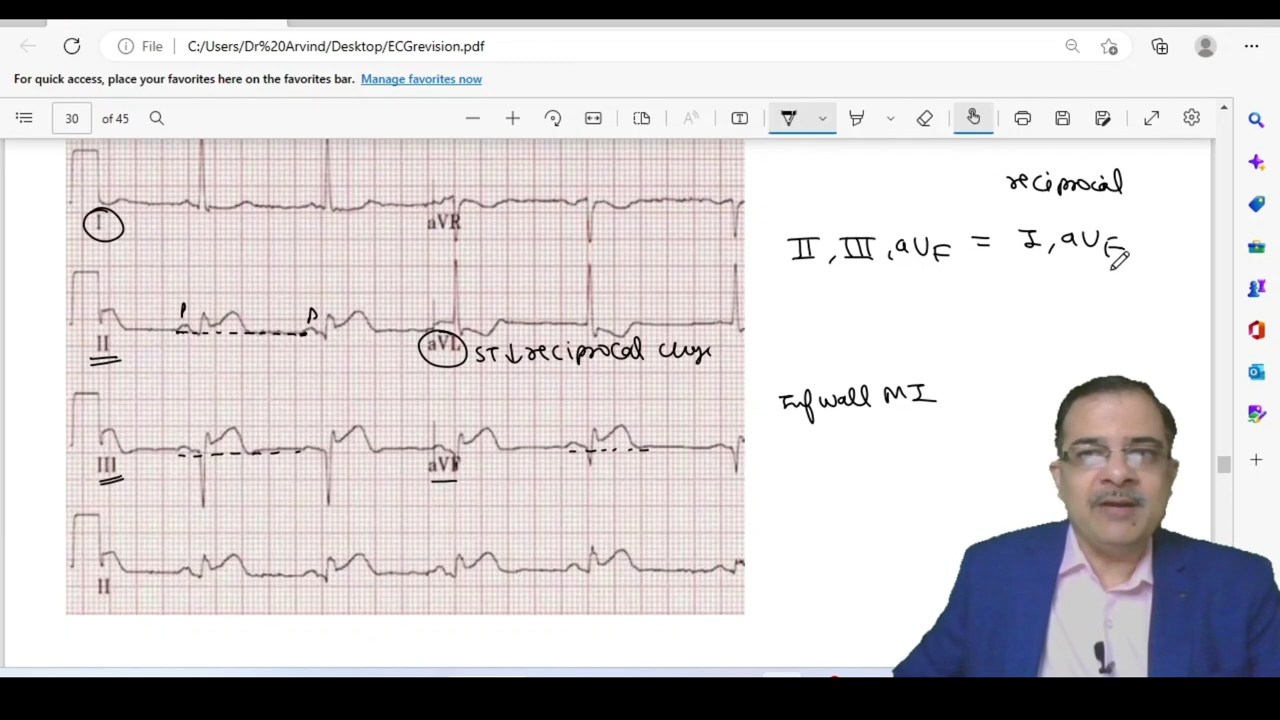 File C:/Users/Dr%20Arvind/Desktop/ECGrevision.pdf
For quick access, place your favorites here on the favorites bar. Manage favorites now
30 of 45
reciprocal
I aVR
II, III, aVF = I, aVF
P P
II aVL ST↓ reciprocal
Inf wall MI
III aVF
II